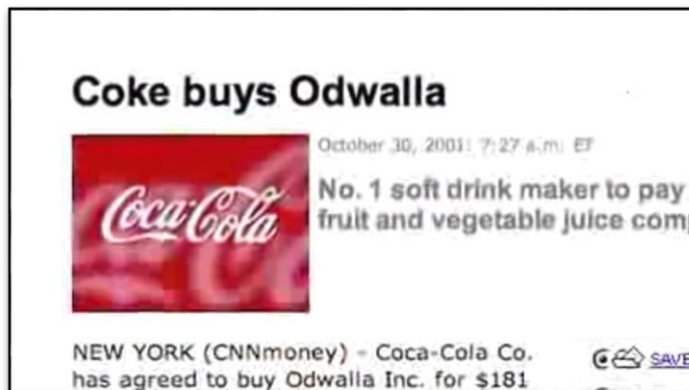 Coke buys Odwalla
October 30, 2001: 7:27 a.m. ET
Coca-Cola
No. 1 soft drink maker to pay
fruit and vegetable juice com
NEW YORK (CNNmoney) - Coca-Cola Co.
has agreed to buy Odwalla Inc. for $181
SAVE